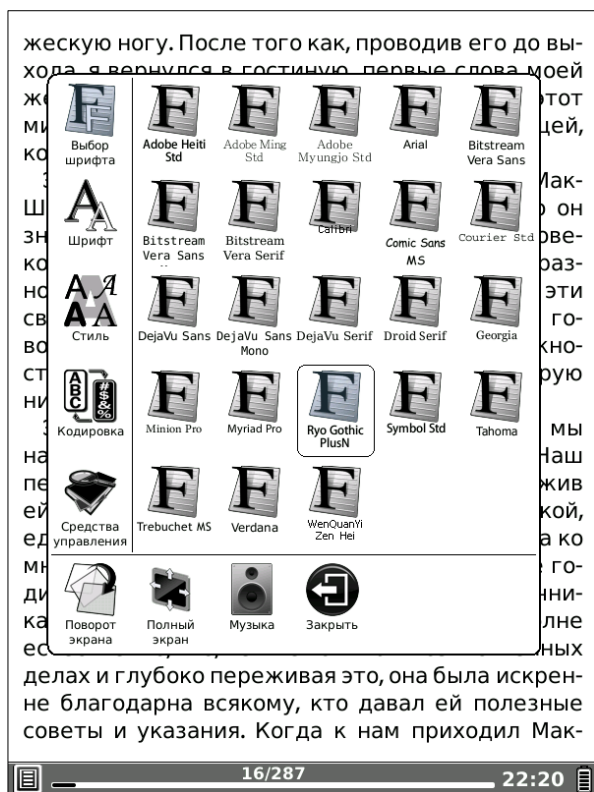 жескую ногу. После того как, проводив его до вы-
хода, я вернулся в гостиную, первые слова моей
Выбор
шрифта
Adobe Heiti
Std
Adobe Ming
Std
Adobe
Myungjo Std
Arial
Bitstream
Vera Sans
Шрифт
Bitstream
Vera Sans
Bitstream
Vera Serif
Calibri
Comic Sans
MS
Courier Std
Стиль
DejaVu Sans
DejaVu Sans
Mono
DejaVu Serif
Droid Serif
Georgia
ABC
#$&%
Кодировка
Minion Pro
Myriad Pro
Ryo Gothic
PlusN
Symbol Std
Tahoma
Средства
управления
Trebuchet MS
Verdana
WenQuanYi
Zen Hei
Поворот
экрана
Полный
экран
Музыка
Закрыть
делах и глубоко переживая это, она была искрен-
не благодарна всякому, кто давал ей полезные
советы и указания. Когда к нам приходил Мак-
16/287
22:20